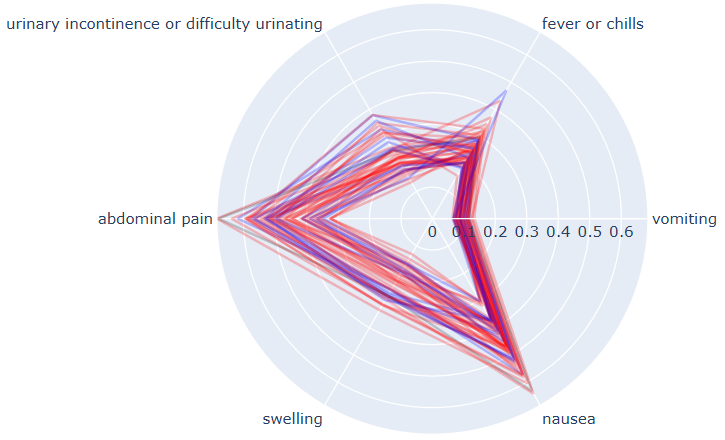 urinary incontinence or difficulty urinating
fever or chills
abdominal pain
vomiting
0 0.1 0.2 0.3 0.4 0.5 0.6
swelling
nausea